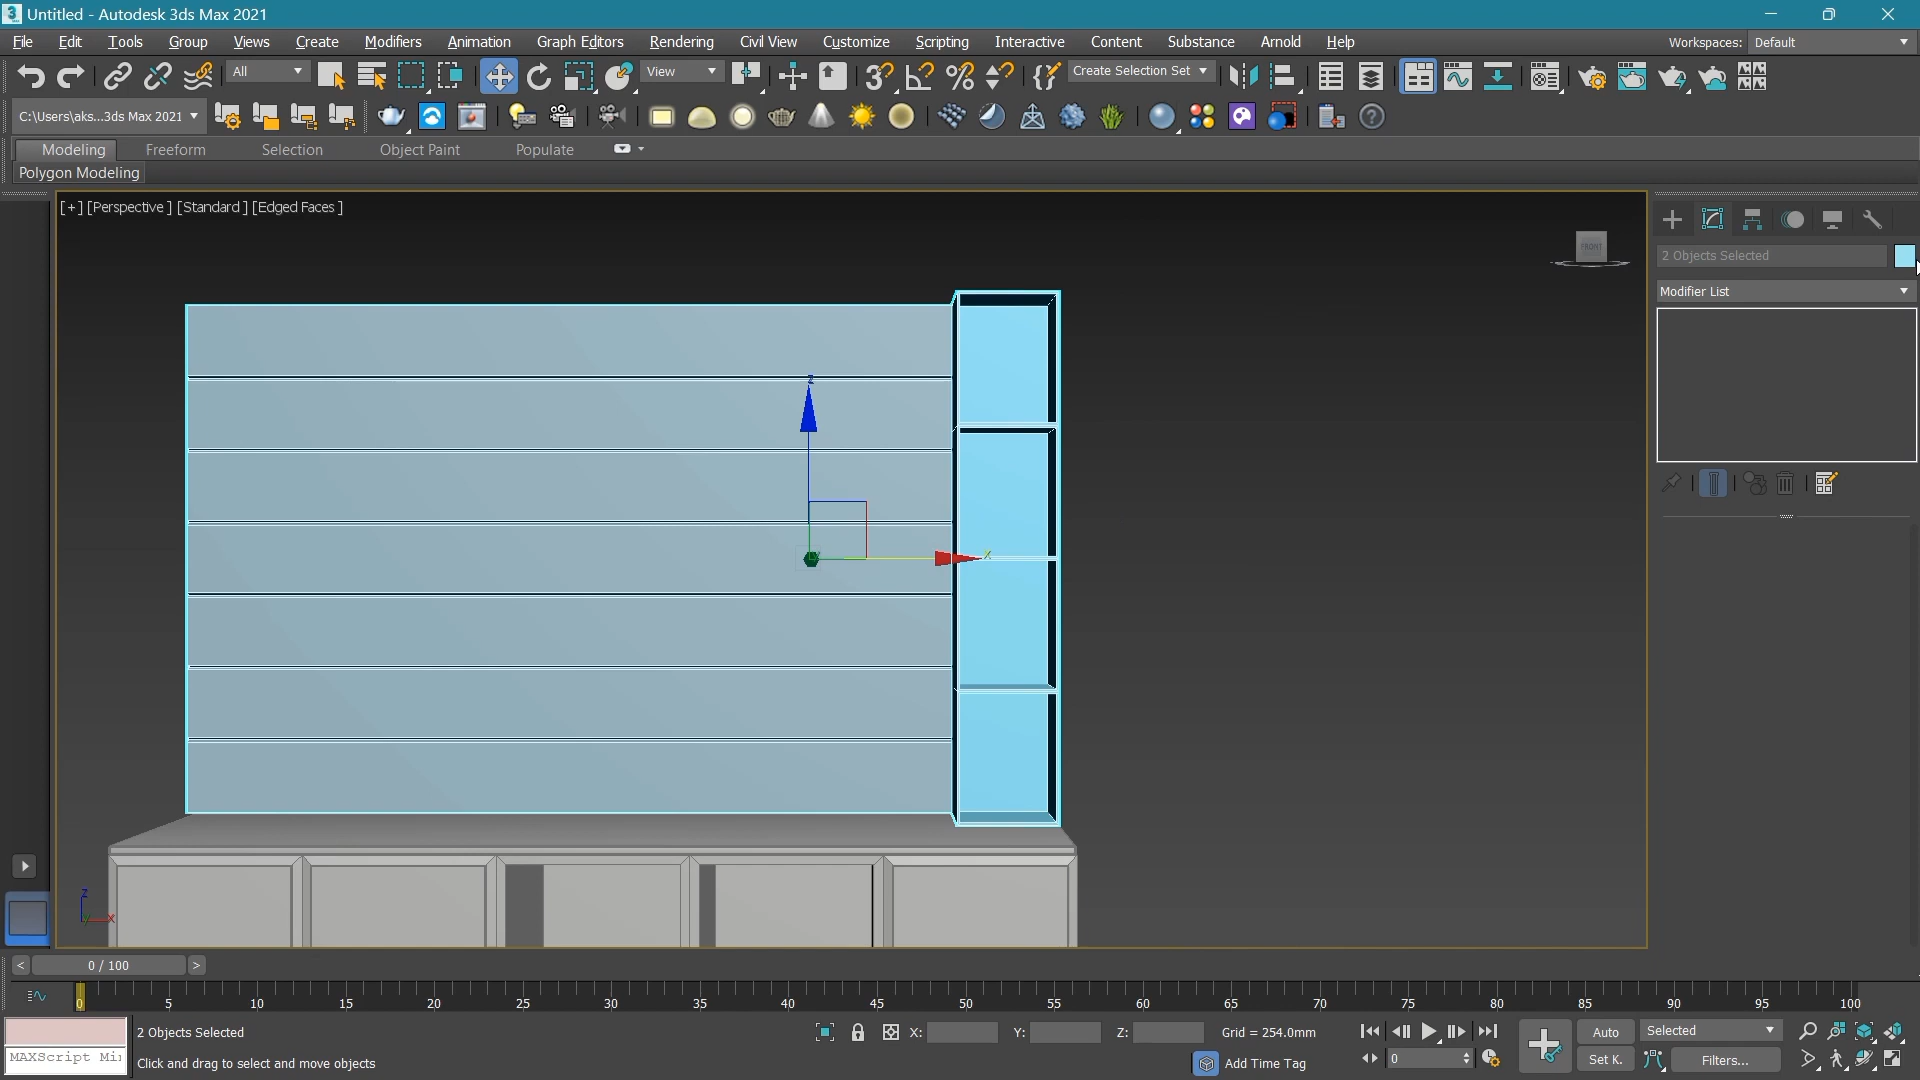 Untitled - Autodesk 3ds Max 2021
File Edit Tools Group Views Create Modifiers Animation Graph Editors Rendering Civil View Customize Scripting Interactive Content Substance Arnold Help Workspaces: Default
All View Create Selection Set
C:\Users\aks...3ds Max 2021
Modeling Freeform Selection Object Paint Populate
Polygon Modeling
[+] [Perspective ] [Standard ] [Edged Faces ]
FRONT
2 Objects Selected
Modifier List
z
x
z
x
0 / 100
0 5 10 15 20 25 30 35 40 45 50 55 60 65 70 75 80 85 90 95 100
2 Objects Selected X: Y: Z: Grid = 254.0mm Auto Selected
MAXScript Mi
Click and drag to select and move objects Add Time Tag 0 Set K. Filters...